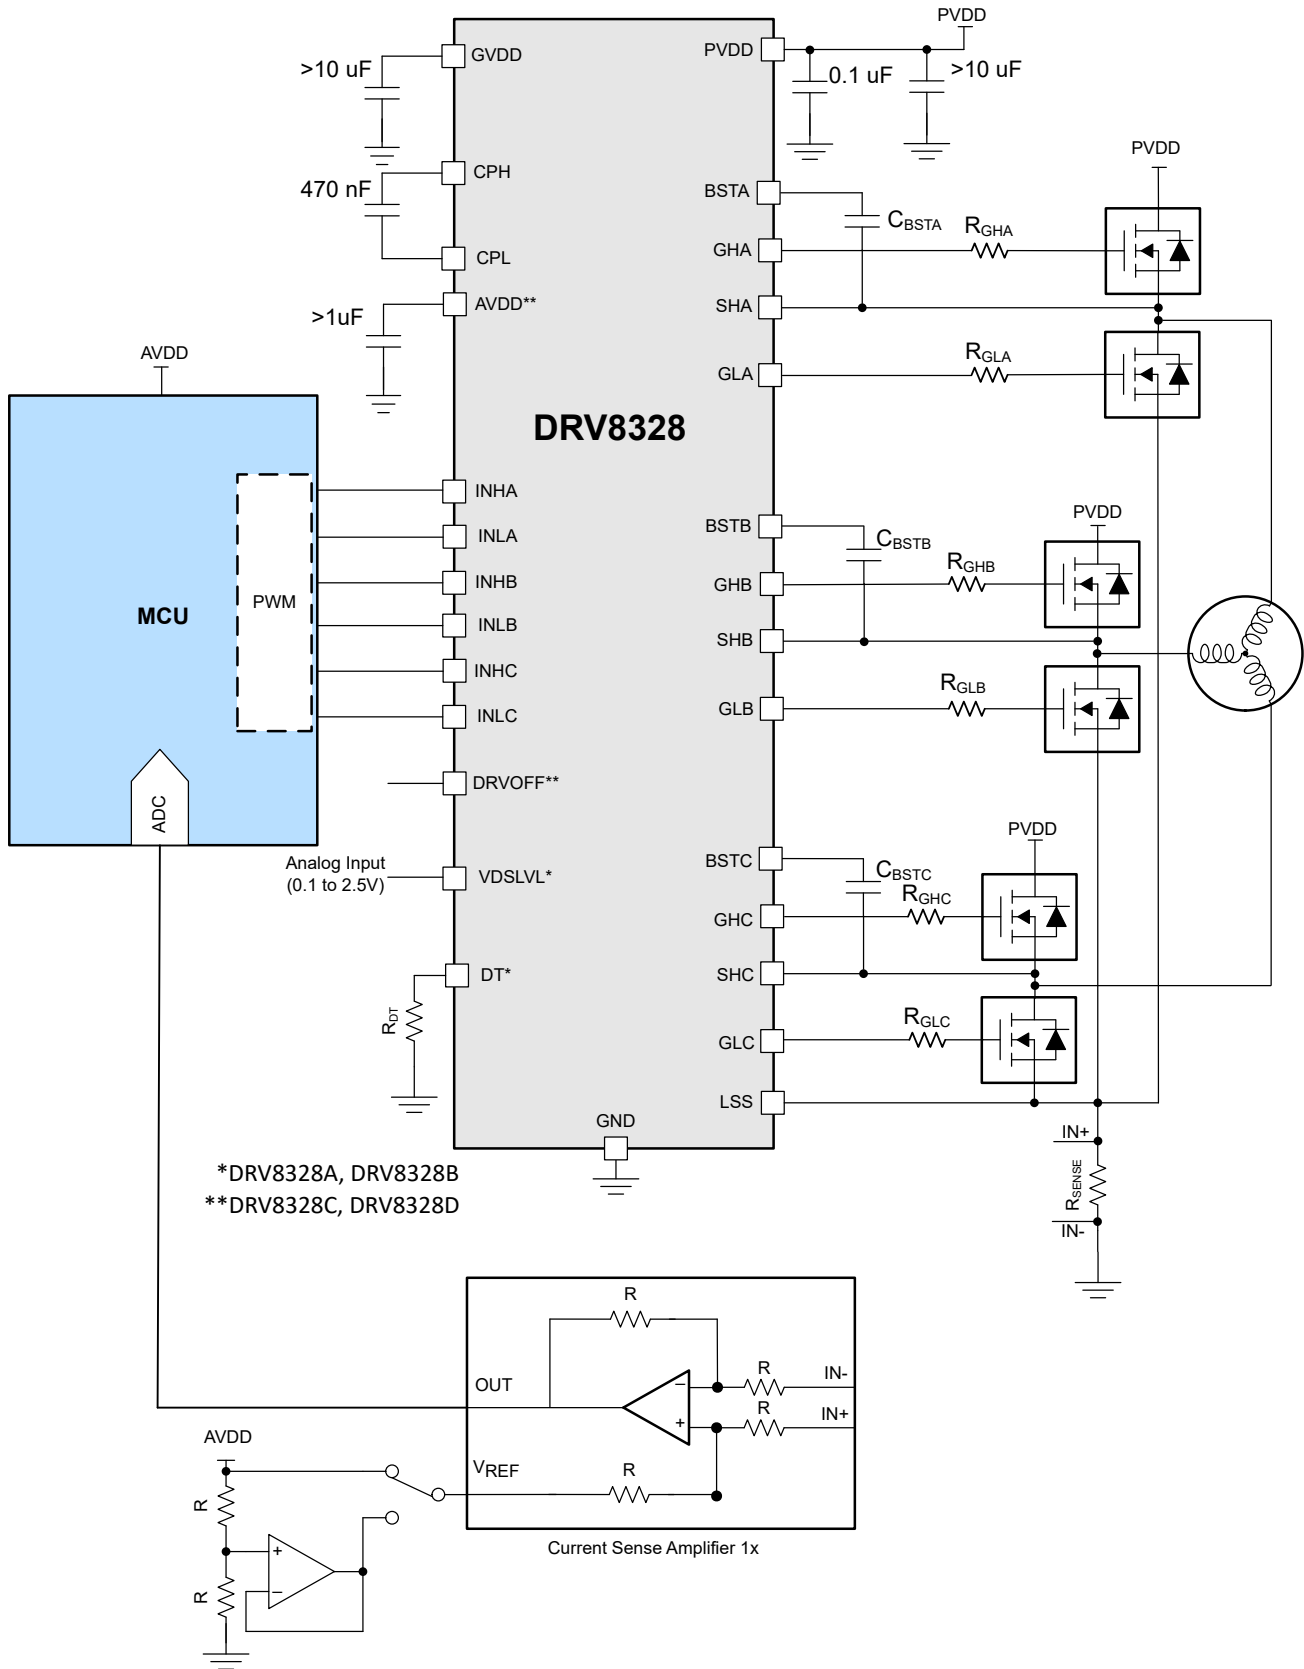 PVDD
GVDD
PVDD
>10 uF
0.1 uF
>10 uF
CPH
470 nF
CPL
AVDD**
>1uF
AVDD
MCU
PWM
ADC
DRV8328
INHA
INLA
INHB
INLB
INHC
INLC
DRVOFF**
Analog Input
(0.1 to 2.5V)
VDSLVL*
DT*
RDT
GND
BSTA
CBSTA
GHA
RGHA
PVDD
SHA
GLA
RGLA
BSTB
CBSTB
GHB
RGHB
PVDD
SHB
GLB
RGLB
BSTC
CBSTC
GHC
RGHC
PVDD
SHC
GLC
RGLC
LSS
IN+
RSENSE
IN-
*DRV8328A, DRV8328B
**DRV8328C, DRV8328D
R
OUT
−
+
R
IN-
R
IN+
VREF
R
Current Sense Amplifier 1x
AVDD
R
R
+
−